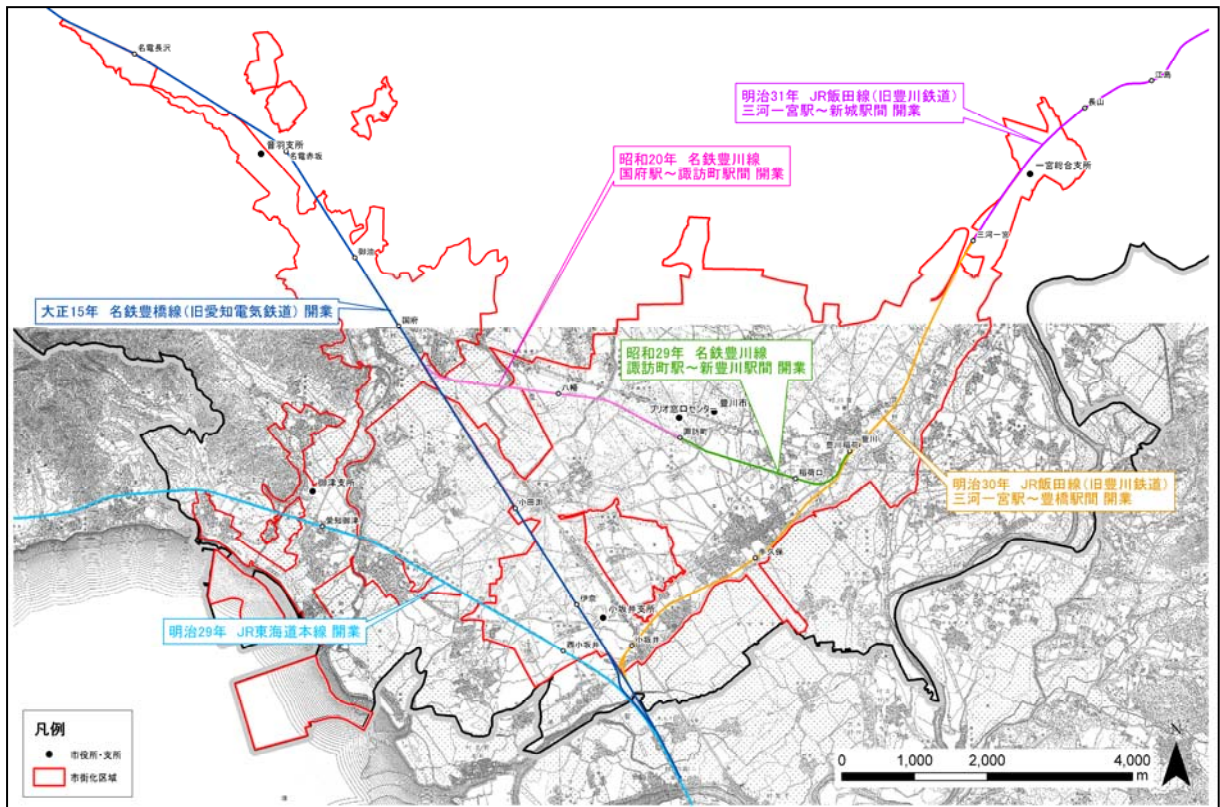 名電長沢
江島
明治31年 JR飯田線(旧豊川鉄道)
三河一宮駅～新城駅間 開業
長山
音羽支所
名電赤坂
昭和20年 名鉄豊川線
国府駅～諏訪町駅間 開業
一宮総合支所
三河一宮
御油
大正15年 名鉄豊橋線(旧愛知電気鉄道) 開業
国府
昭和29年 名鉄豊川線
諏訪町駅～新豊川駅間 開業
八幡
プリオ窓口センター
豊川市
諏訪町
豊川稲荷
豊川
稲荷口
御津支所
明治30年 JR飯田線(旧豊川鉄道)
三河一宮駅～豊橋駅間 開業
小田渕
愛知御津
牛久保
伊奈
小坂井支所
明治29年 JR東海道本線 開業
小坂井
西小坂井
凡例
市役所・支所
市街化区域
N
0 1,000 2,000 4,000
m